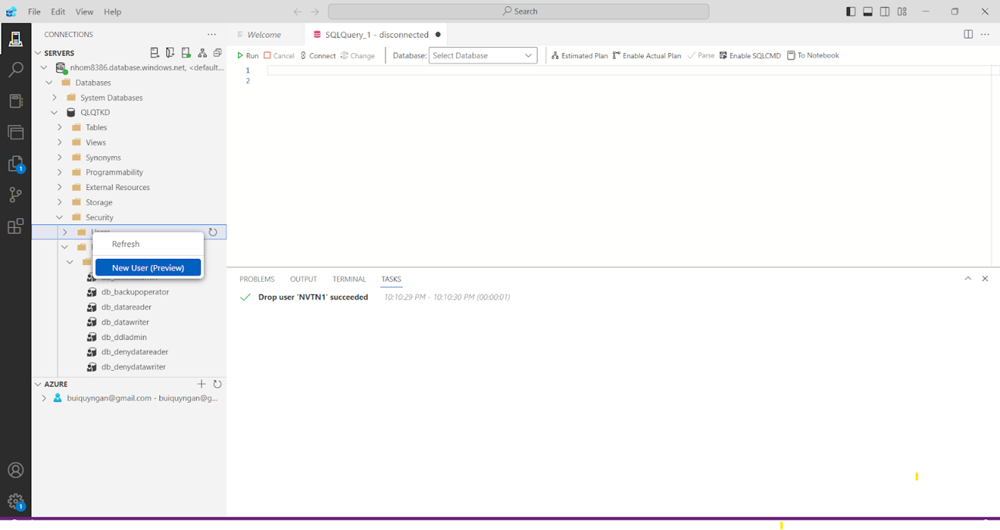 File Edit View Help
Search
CONNECTIONS
Welcome
SQLQuery_1 - disconnected
SERVERS
Run Cancel Connect Change Database: Select Database Estimated Plan Enable Actual Plan Parse Enable SQLCMD To Notebook
nhom8386.database.windows.net, <default...
1
2
Databases
System Databases
QLQTKD
Tables
Views
Synonyms
Programmability
External Resources
Storage
Security
Users
Refresh
New User (Preview)
db_backupoperator
db_datareader
db_datawriter
db_ddladmin
db_denydatareader
db_denydatawriter
PROBLEMS OUTPUT TERMINAL TASKS
Drop user 'NVTN1' succeeded 10:10:29 PM - 10:10:30 PM (00:00:01)
1
AZURE
buiquyngan@gmail.com - buiquyngan@g...
1